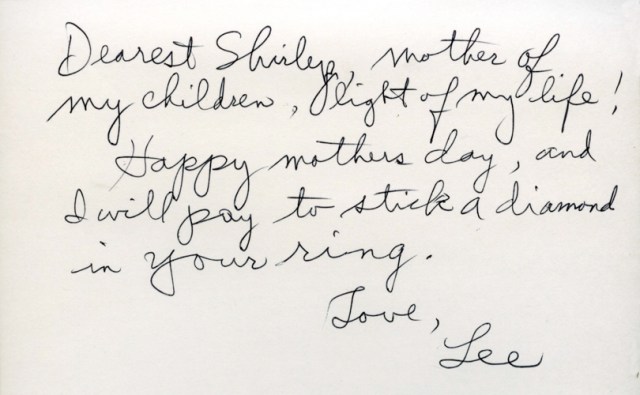 Dearest Shirley, mother of
my children, light of my life!
Happy mothers day, and
I will pay to stick a diamond
in your ring.
Love,
Lee